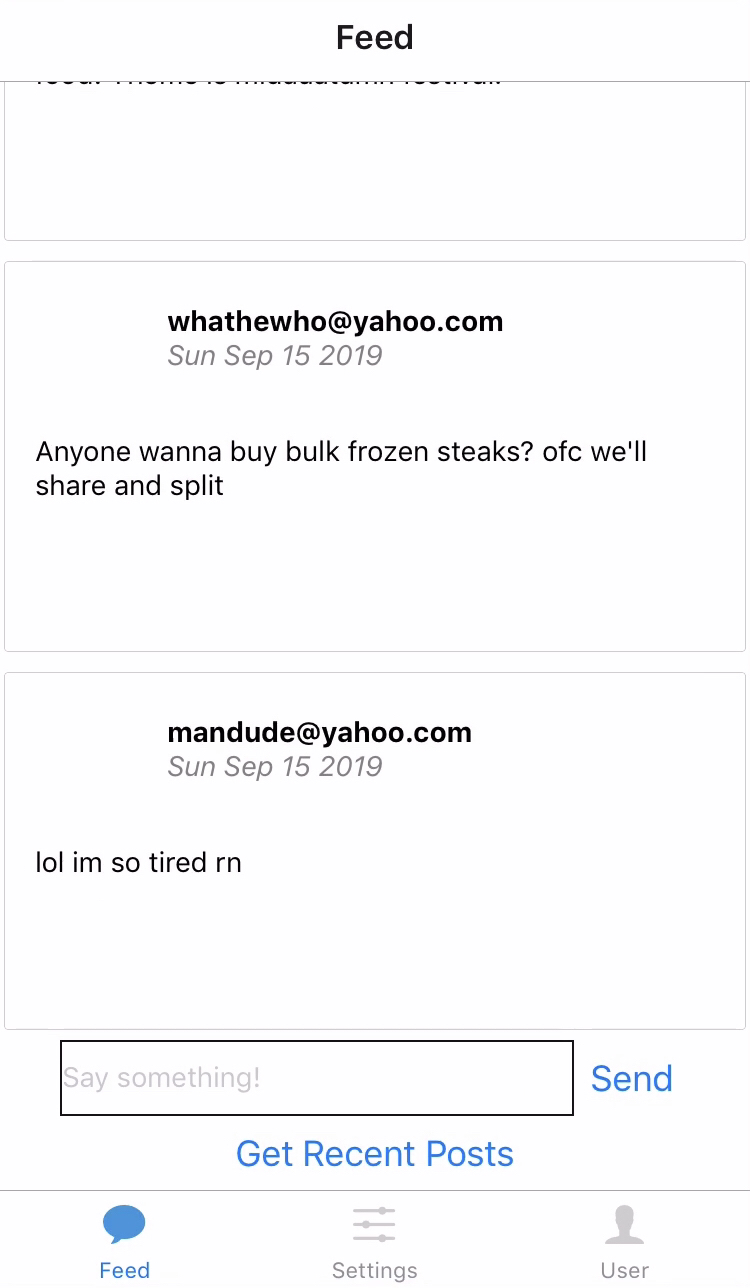 Feed
whathewho@yahoo.com
Sun Sep 15 2019
Anyone wanna buy bulk frozen steaks? ofc we'll
share and split
mandude@yahoo.com
Sun Sep 15 2019
lol im so tired rn
Say something!
Send
Get Recent Posts
Feed
Settings
User